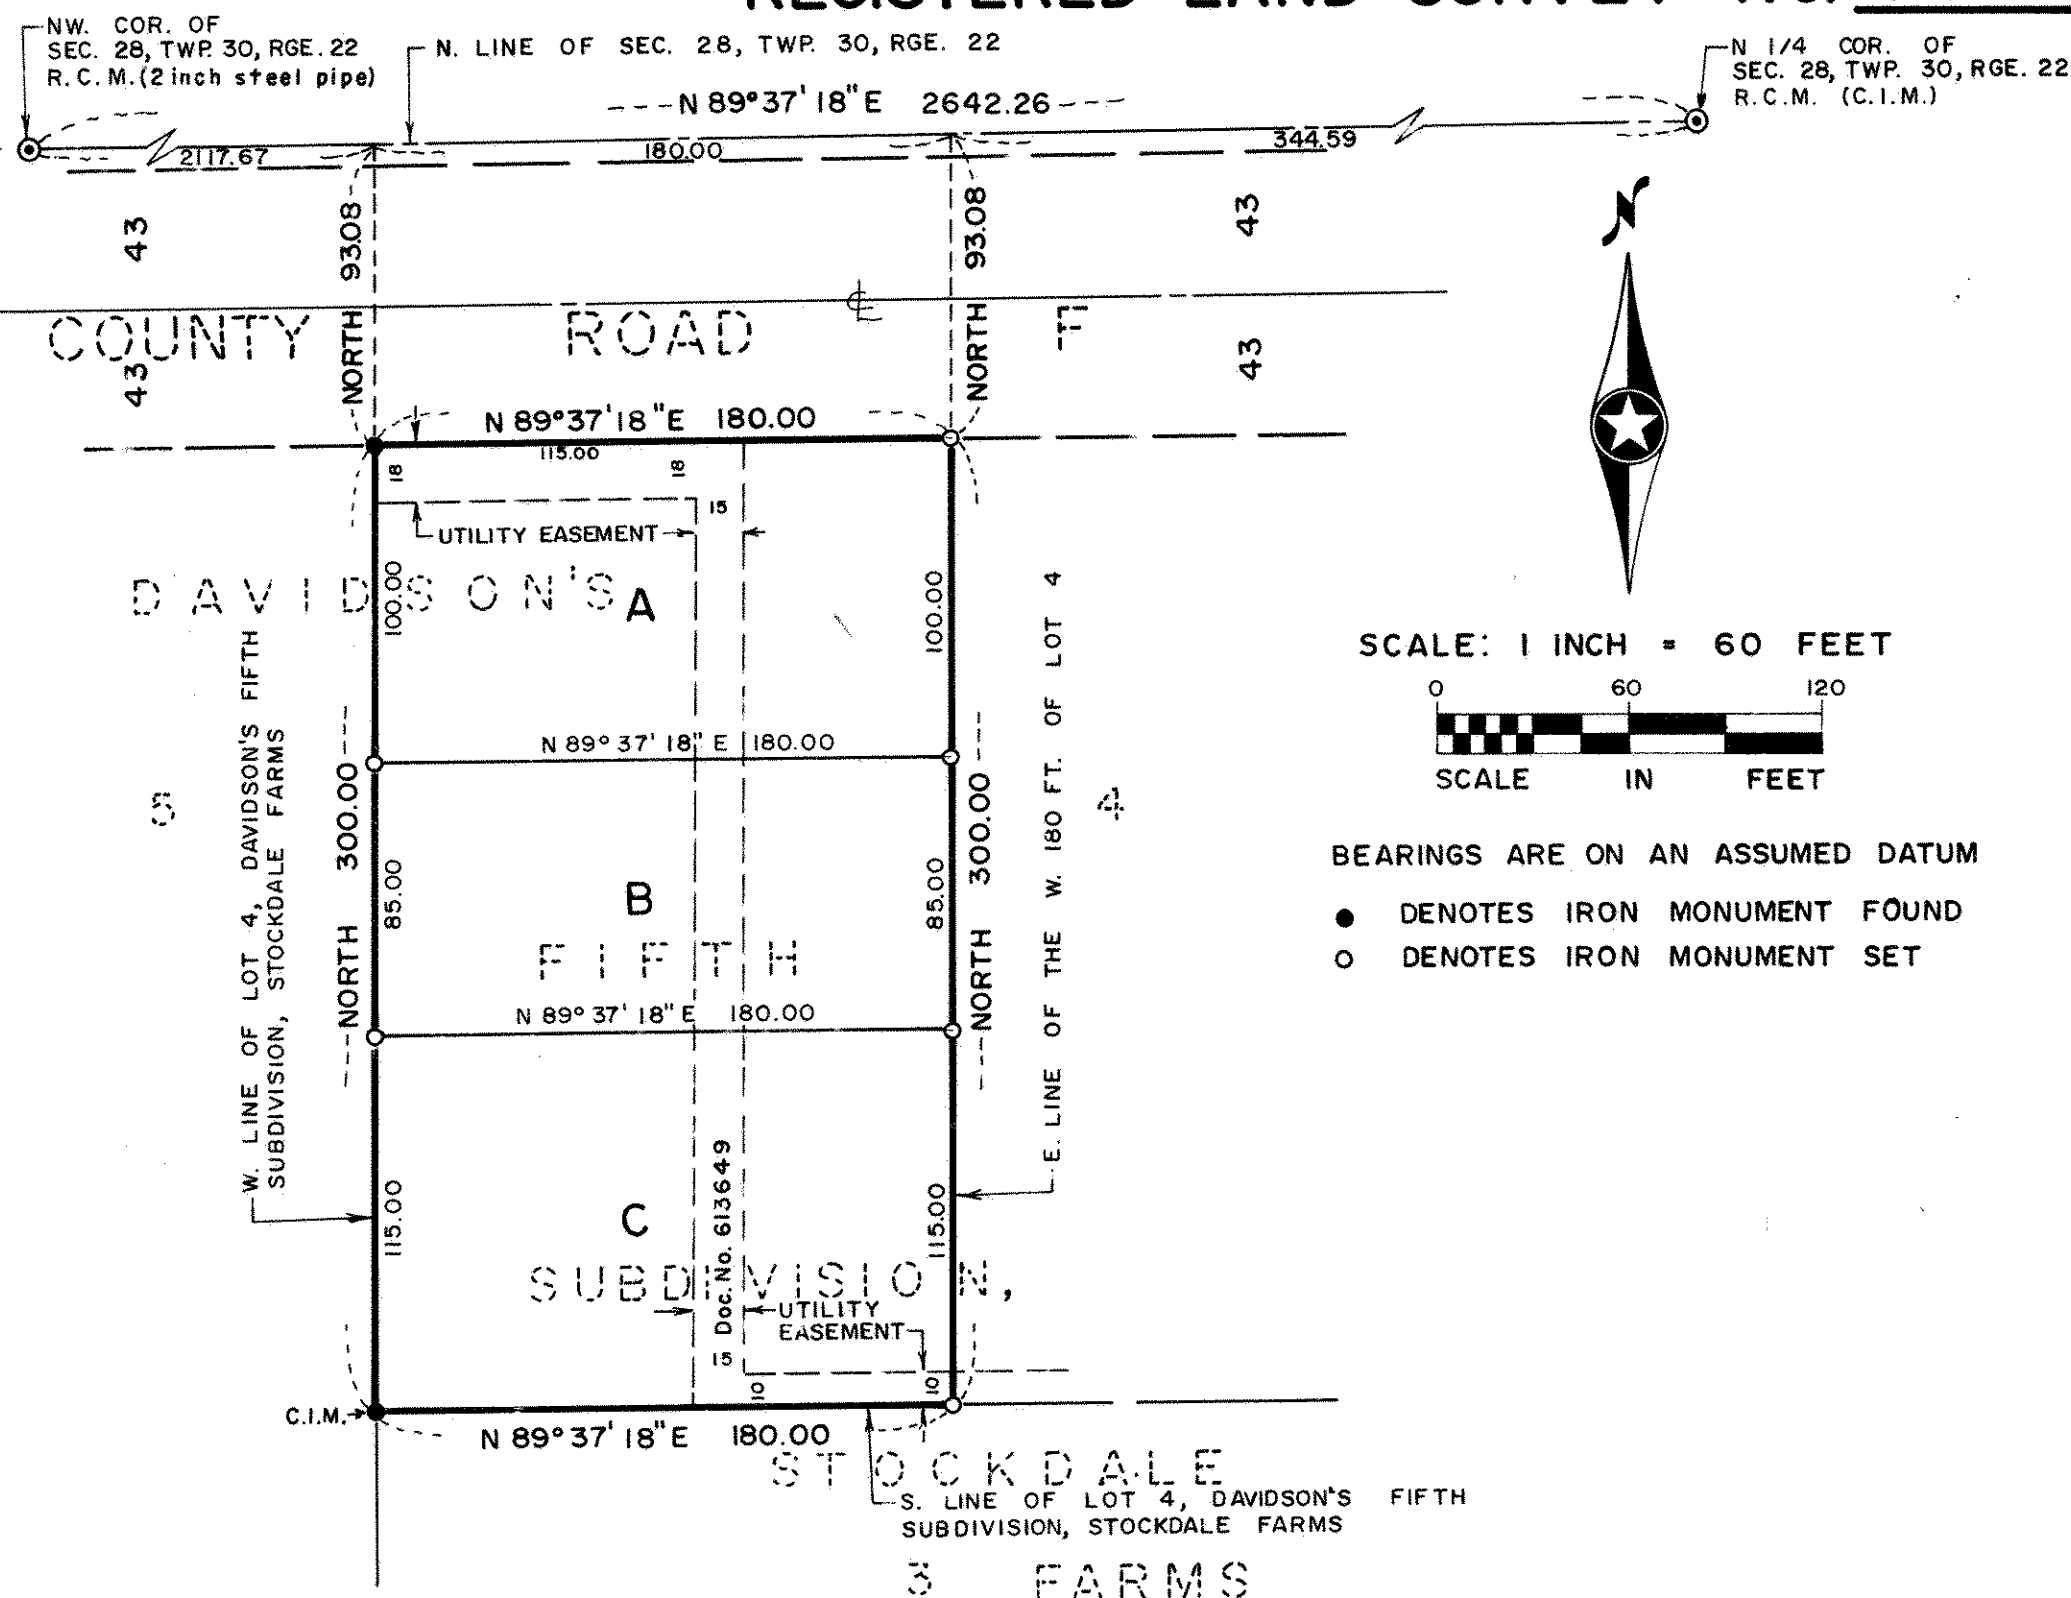 REGISTERED LAND SURVEY NO.
NW. COR. OF
SEC. 28, TWP. 30, RGE. 22
R.C.M. (2 inch steel pipe)
N. LINE OF SEC. 28, TWP. 30, RGE. 22
N 1/4 COR. OF
SEC. 28, TWP. 30, RGE. 22
R.C.M. (C.I.M.)
N 89°37'18"E 2642.26
2117.67
180.00
344.59
43
NORTH 93.08
NORTH 93.08
43
N
COUNTY ROAD F
43
43
N 89°37'18"E 180.00
115.00
18
18
15
UTILITY EASEMENT
DAVIDSON'S
A
100.00
100.00
SCALE: 1 INCH = 60 FEET
0 60 120
SCALE IN FEET
N 89°37'18" E 180.00
5
W. LINE OF LOT 4, DAVIDSON'S FIFTH
SUBDIVISION, STOCKDALE FARMS
NORTH 300.00
85.00
B
85.00
NORTH 300.00
E. LINE OF THE W. 180 FT. OF LOT 4
4
BEARINGS ARE ON AN ASSUMED DATUM
DENOTES IRON MONUMENT FOUND
DENOTES IRON MONUMENT SET
FIFTH
N 89°37'18" E 180.00
115.00
C
Doc. No. 613649
115.00
SUBDIVISION,
UTILITY
EASEMENT
15
10
10
C.I.M.
N 89°37'18"E 180.00
STOCKDALE
S. LINE OF LOT 4, DAVIDSON'S FIFTH
SUBDIVISION, STOCKDALE FARMS
3 FARMS